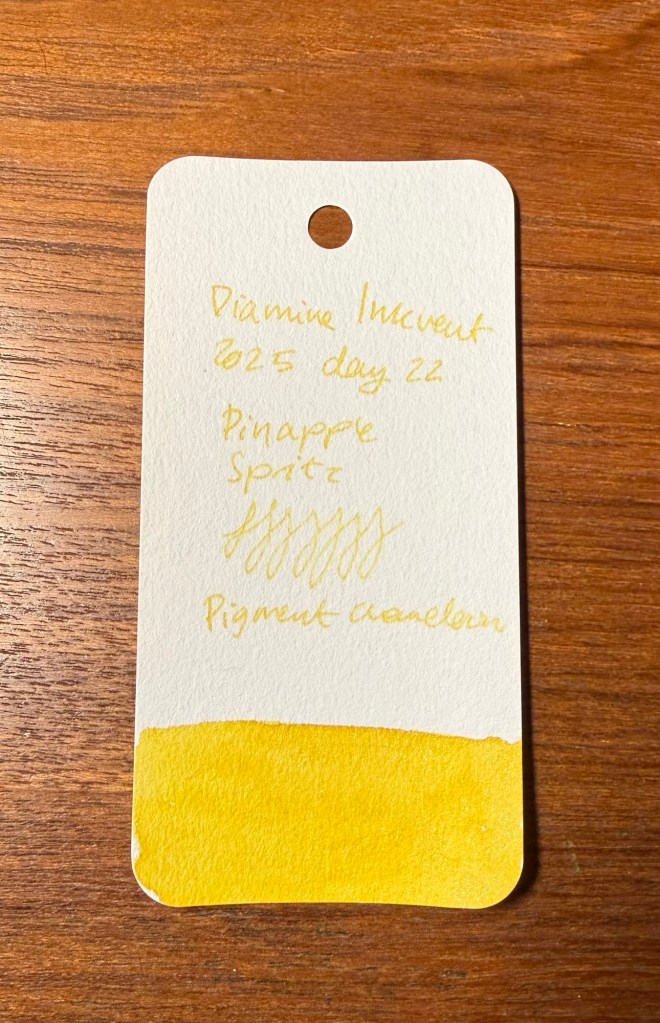 Diamine Inkvent
2025 day 22
Pinapple
Spritz
Pigment chameleon